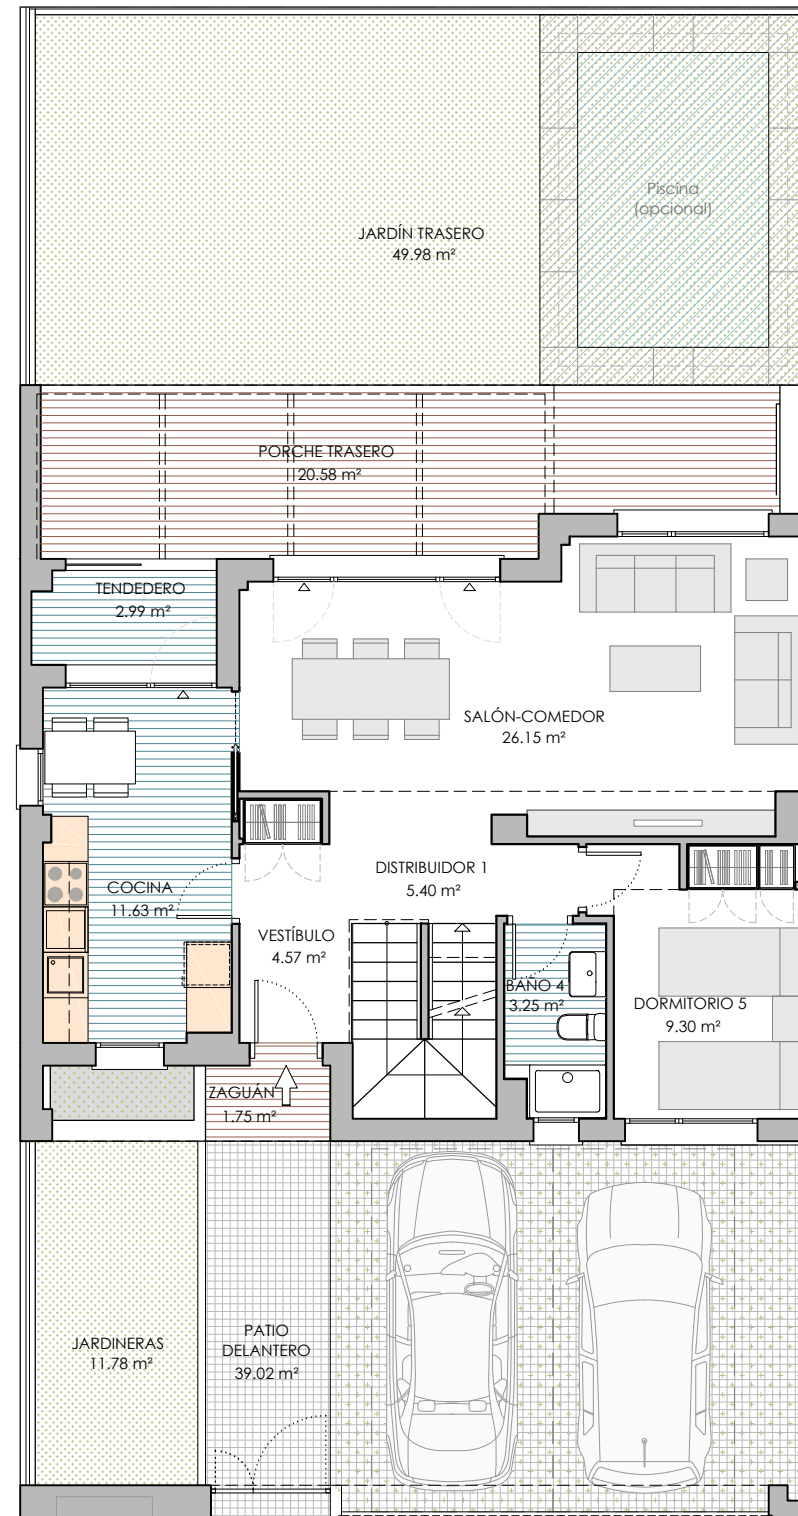 Piscina
(opcional)
JARDÍN TRASERO
49.98 m²
PORCHE TRASERO
20.58 m²
TENDEDERO
2.99 m²
SALÓN-COMEDOR
26.15 m²
DISTRIBUIDOR 1
5.40 m²
COCINA
11.63 m²
VESTÍBULO
4.57 m²
BAÑO 4
3.25 m²
DORMITORIO 5
9.30 m²
ZAGUÁN
1.75 m²
JARDINERAS
11.78 m²
PATIO
DELANTERO
39.02 m²